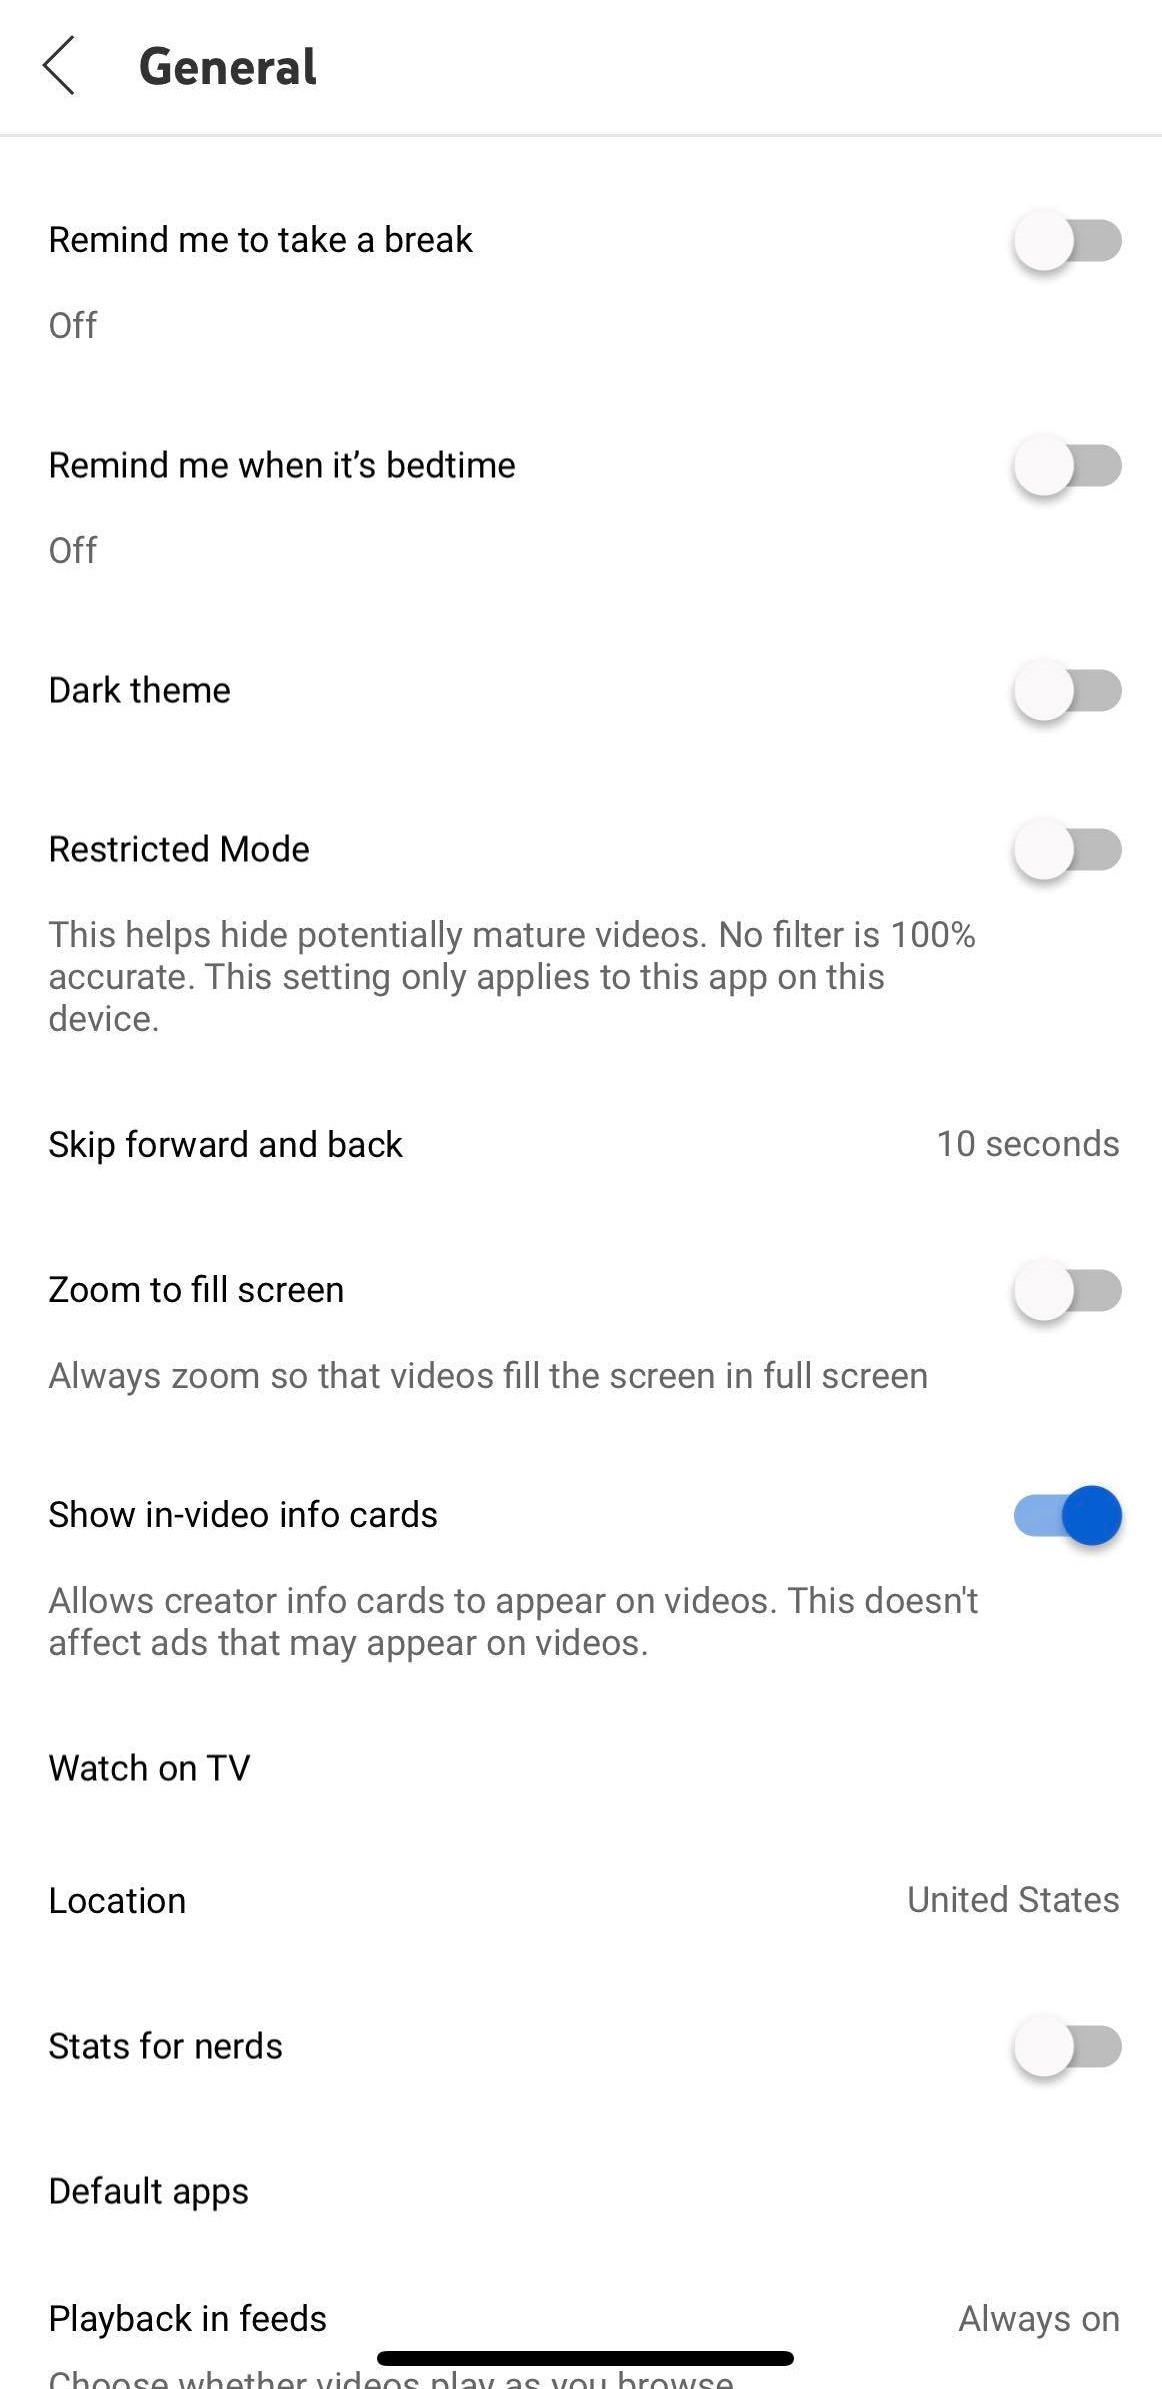 General
Remind me to take a break
Off
Remind me when it’s bedtime
Off
Dark theme
Restricted Mode
This helps hide potentially mature videos. No filter is 100%
accurate. This setting only applies to this app on this
device.
Skip forward and back
10 seconds
Zoom to fill screen
Always zoom so that videos fill the screen in full screen
Show in-video info cards
Allows creator info cards to appear on videos. This doesn't
affect ads that may appear on videos.
Watch on TV
Location
United States
Stats for nerds
Default apps
Playback in feeds
Always on
Choose whether videos play as you browse